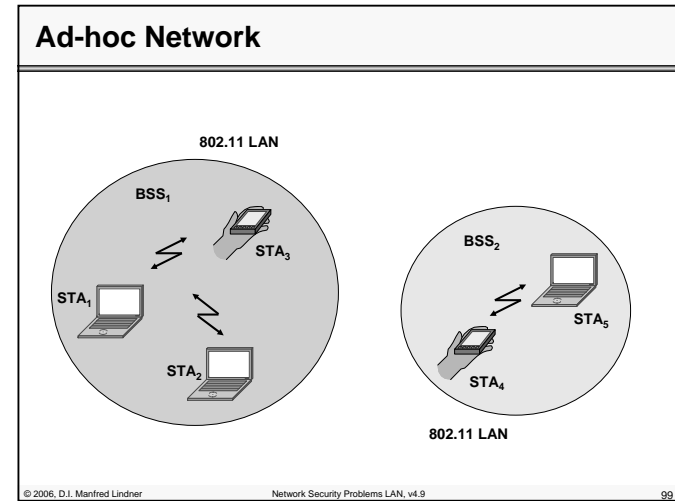 Ad-hoc Network
802.11 LAN
BSS₁
STA₃
STA₁
STA₂
BSS₂
STA₅
STA₄
802.11 LAN
© 2006, D.I. Manfred Lindner
Network Security Problems LAN, v4.9
99